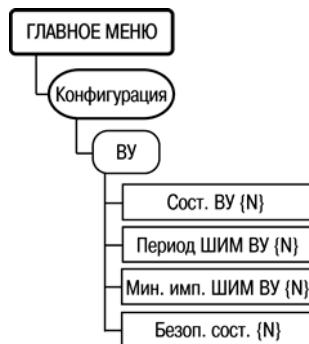 ГЛАВНОЕ МЕНЮ
Конфигурация
ВУ
Сост. ВУ {N}
Период ШИМ ВУ {N}
Мин. имп. ШИМ ВУ {N}
Безоп. сост. {N}